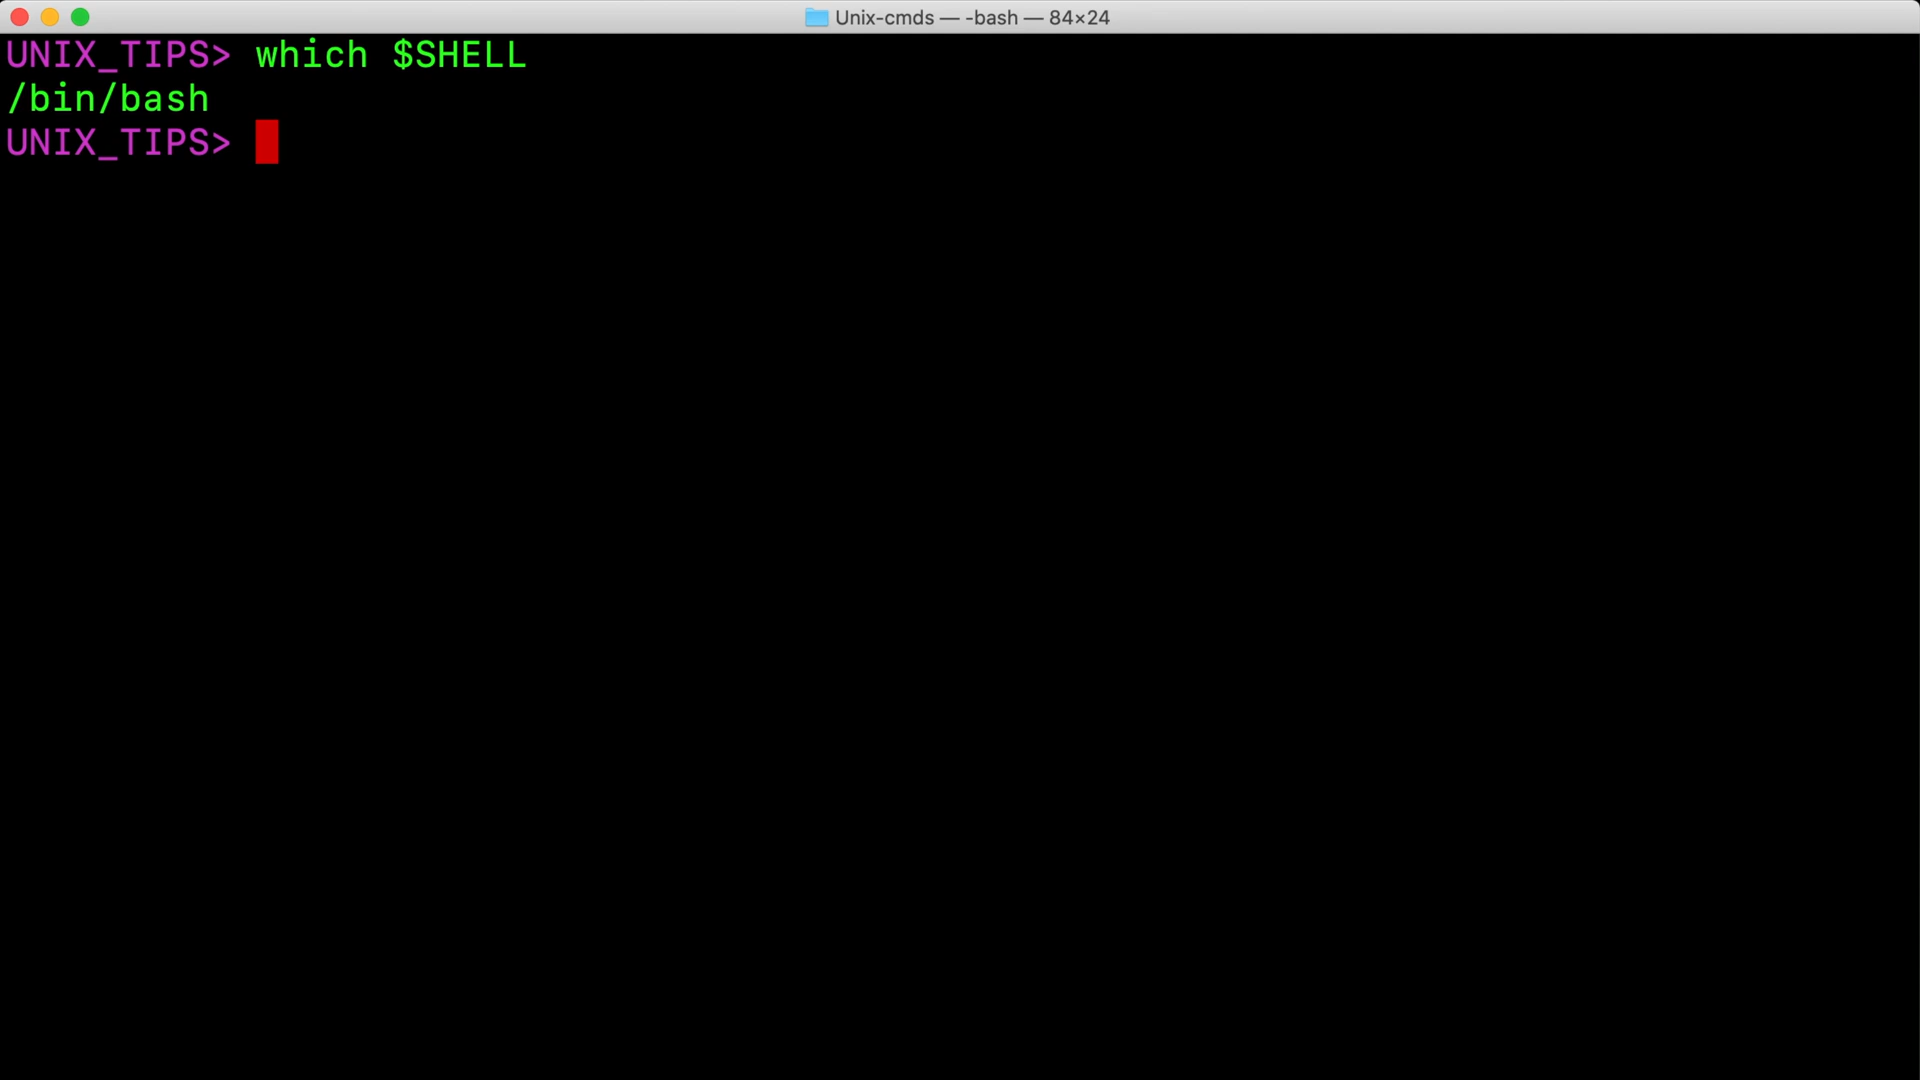 Unix-cmds — -bash — 84×24
UNIX_TIPS> which $SHELL
/bin/bash
UNIX_TIPS>